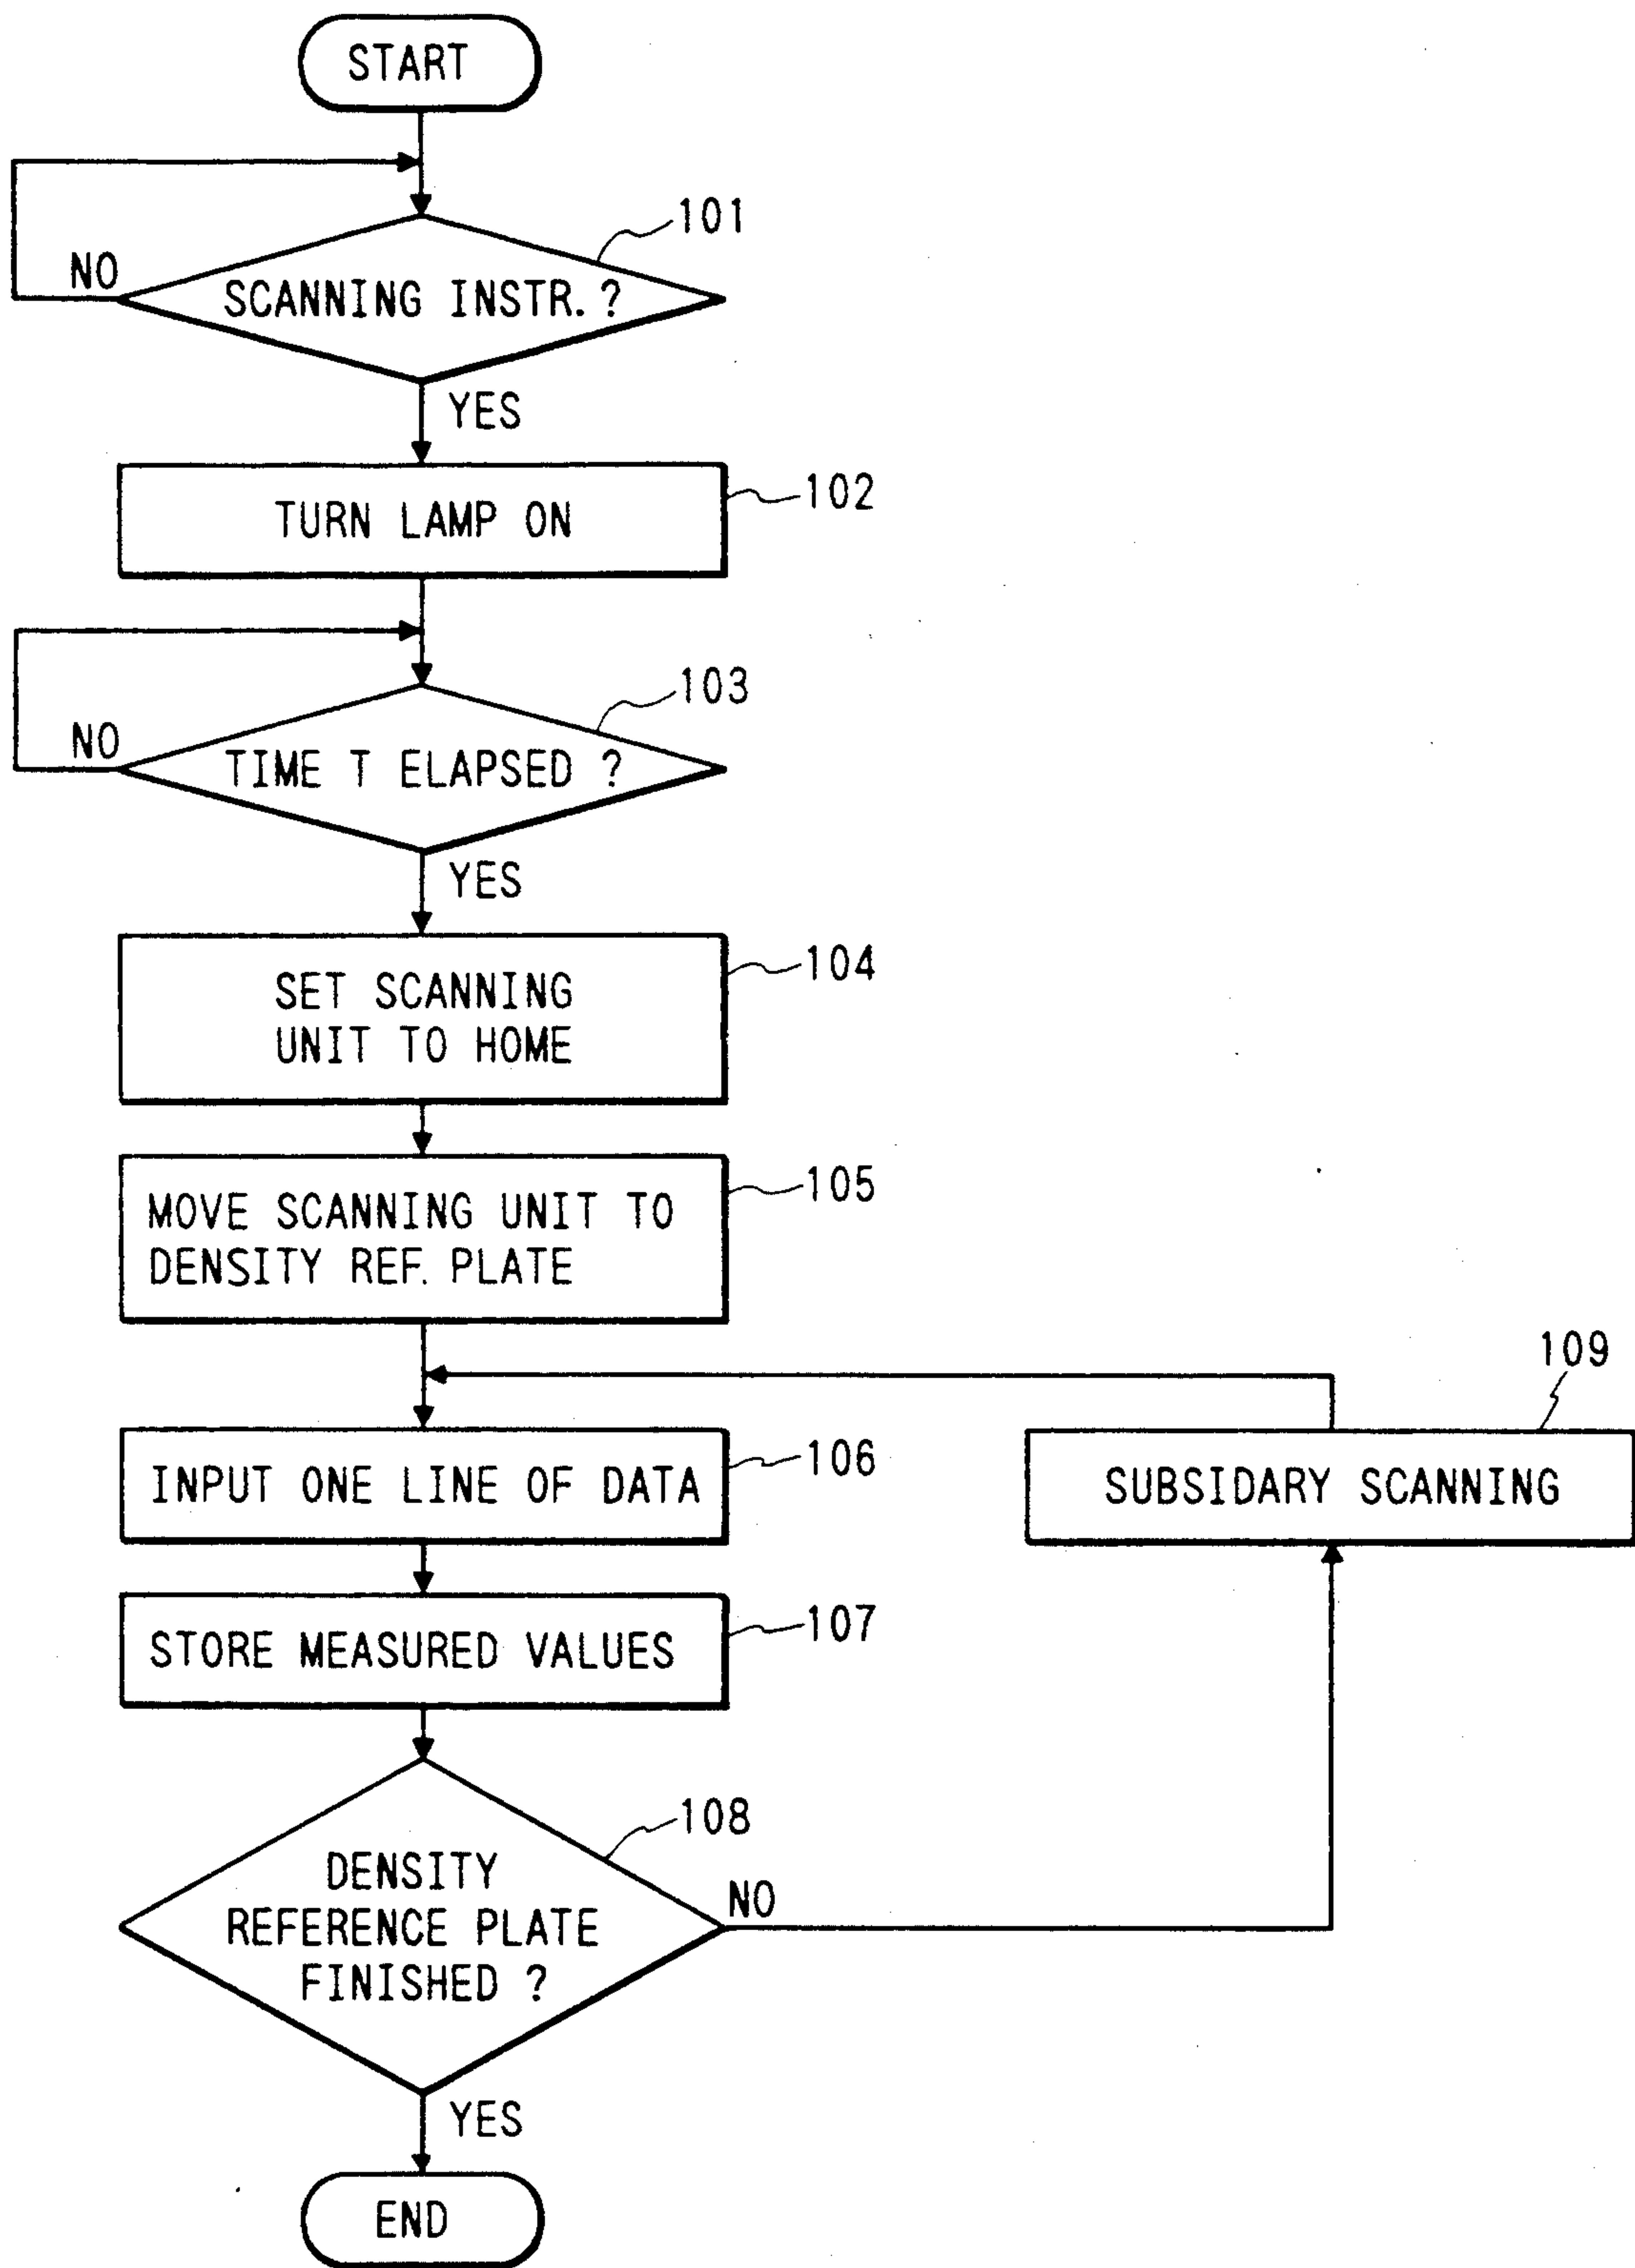 START
101
NO
SCANNING INSTR. ?
YES
TURN LAMP ON
102
103
NO
TIME T ELAPSED ?
YES
104
SET SCANNING
UNIT TO HOME
105
MOVE SCANNING UNIT TO
DENSITY REF. PLATE
109
106
INPUT ONE LINE OF DATA
SUBSIDARY SCANNING
107
STORE MEASURED VALUES
108
DENSITY
NO
REFERENCE PLATE
FINISHED ?
YES
END